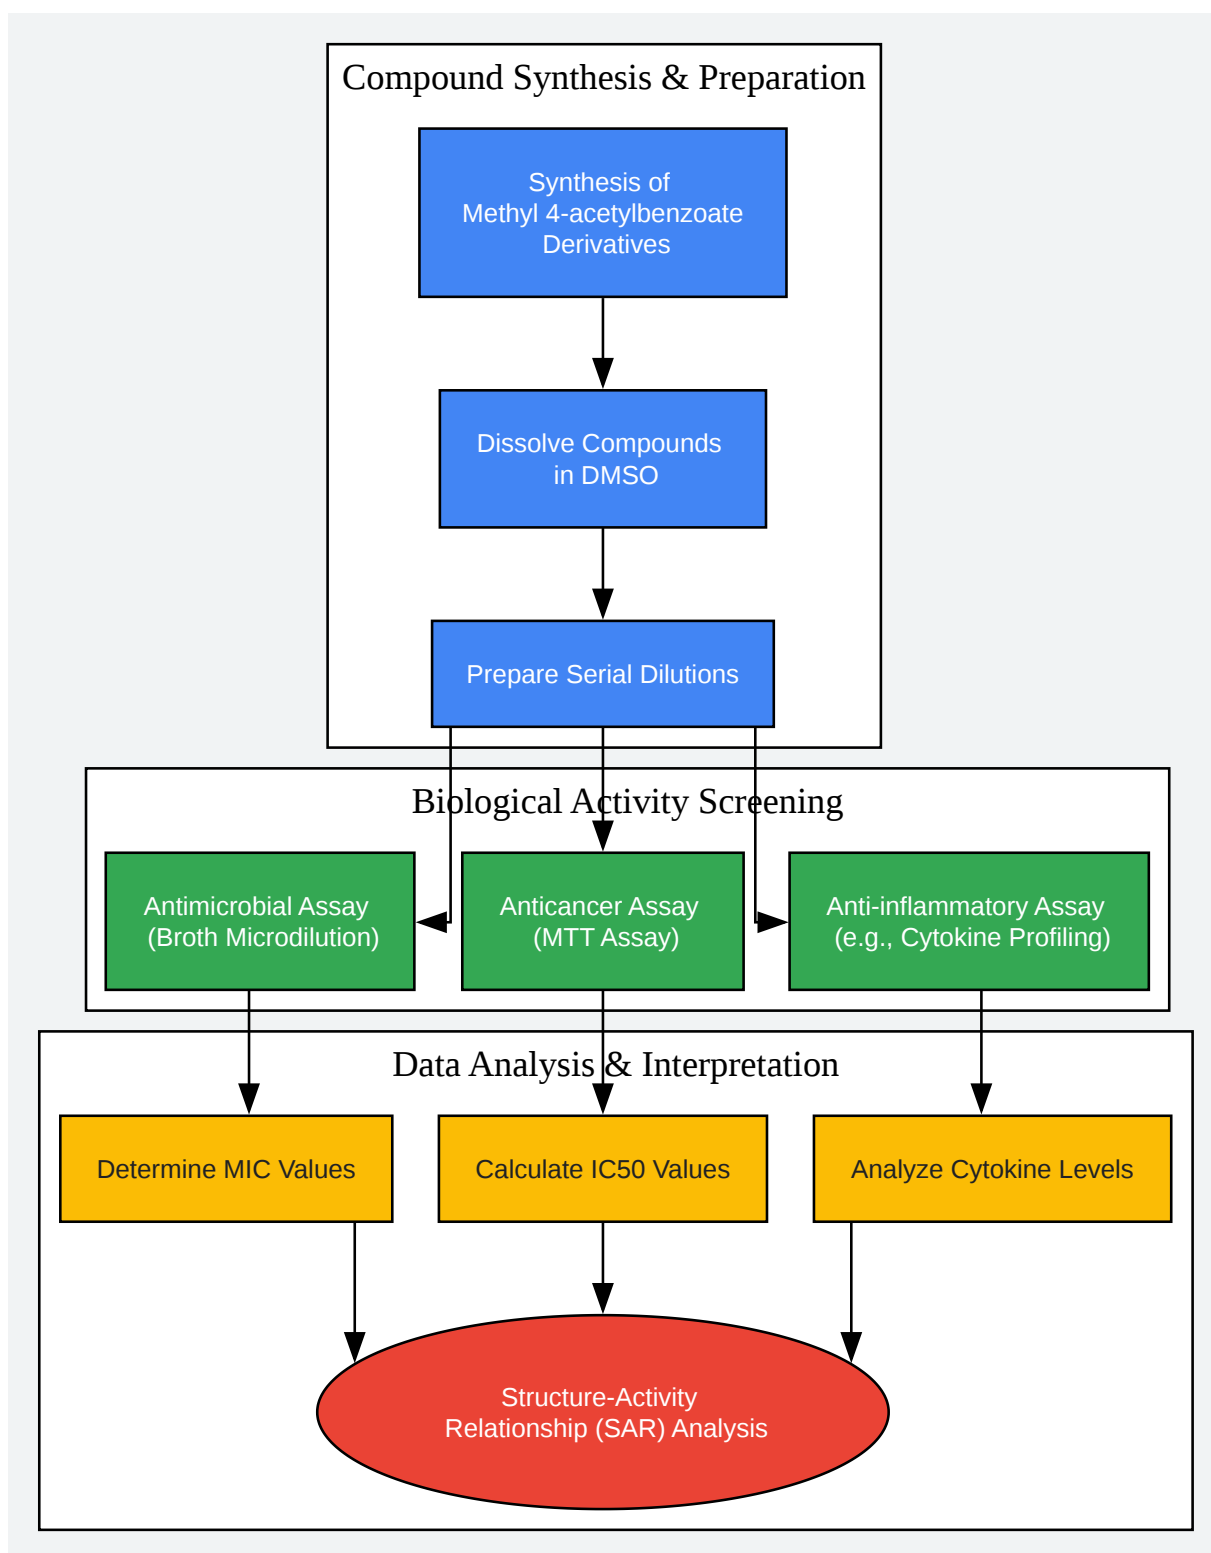 Compound Synthesis & Preparation
Synthesis of
Methyl 4-acetylbenzoate
Derivatives
Dissolve Compounds
in DMSO
Prepare Serial Dilutions
Biological Activity Screening
Antimicrobial Assay
(Broth Microdilution)
Anticancer Assay
(MTT Assay)
Anti-inflammatory Assay
(e.g., Cytokine Profiling)
Data Analysis & Interpretation
Determine MIC Values
Calculate IC50 Values
Analyze Cytokine Levels
Structure-Activity
Relationship (SAR) Analysis